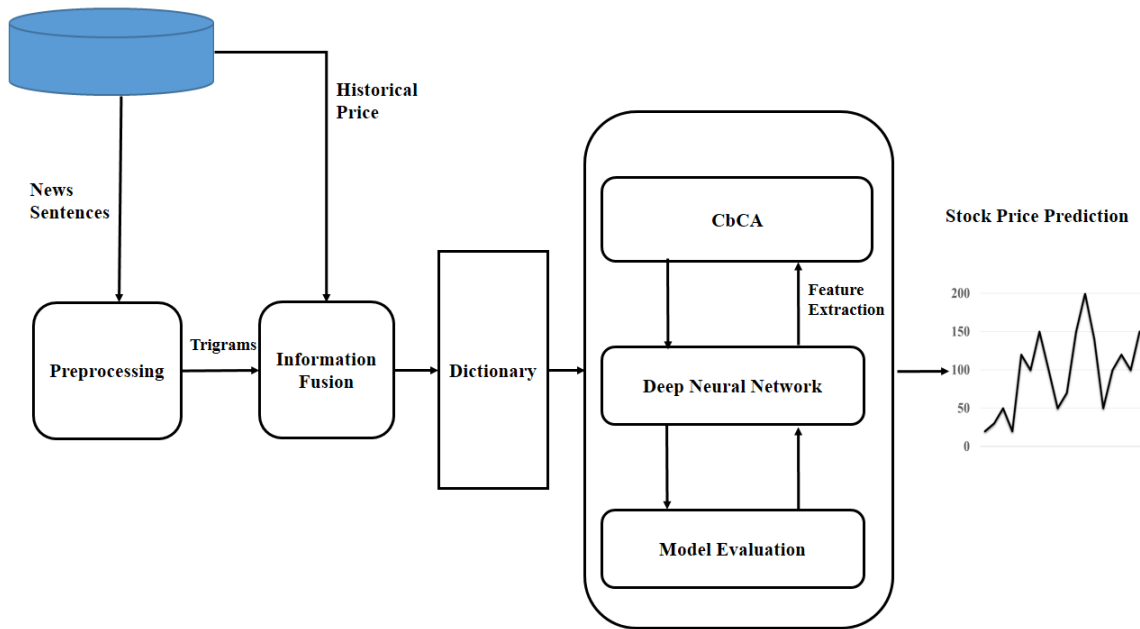 Historical
Price
News
Sentences
Preprocessing
Trigrams
Information
Fusion
Dictionary
CbCA
Feature
Extraction
Deep Neural Network
Model Evaluation
Stock Price Prediction
200
150
100
50
0